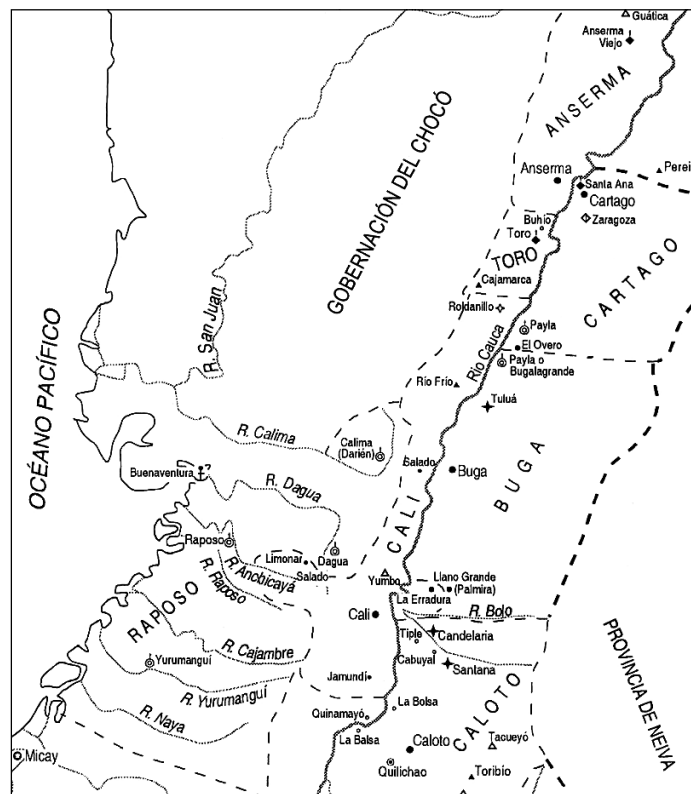 Guática
Anserma
Viejo
ANSERMA
GOBERNACIÓN DEL CHOCÓ
Anserma
Perei
Santa Ana
Cartago
Buhío
Zaragoza
Toro
TORO
Cajamarca
CARTAGO
R. San Juan
Roldanillo
Río Cauca
Payla
El Overo
Payla o
Bugalagrande
OCÉANO PACÍFICO
Río Frío
Tuluá
R. Calima
Calima
(Darién)
Salado
Buga
BUGA
Buenaventura
?
R. Dagua
CALI
Raposo
Limonar
Dagua
Salado
R. Anchicayá
R. Raposo
Yumbo
Llano Grande
(Palmira)
La Erradura
R. Bolo
RAPOSO
Cali
Tiple
Candelaria
R. Cajambre
Cabuyal
Yurumanguí
Jamundí
Santana
R. Yurumanguí
PROVINCIA DE NEIVA
R. Naya
Quinamayó
La Bolsa
CALOTO
La Balsa
Caloto
Tacueyó
Micay
Quilichao
Toribío